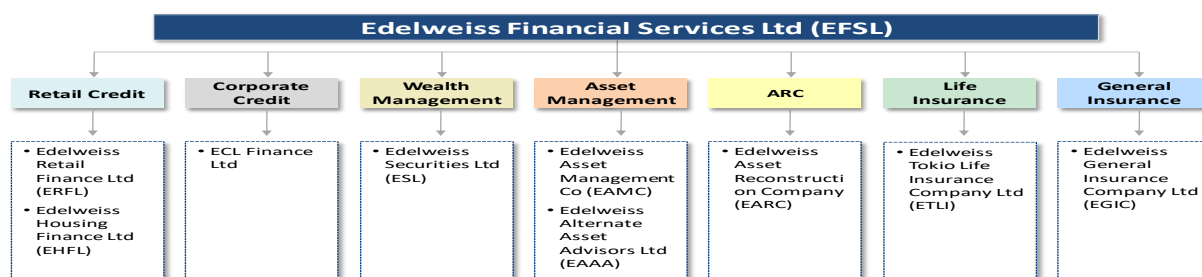 Edelweiss Financial Services Ltd (EFSL)
Retail Credit
Corporate
Credit
Wealth
Management
Asset
Management
ARC
Life
Insurance
General
Insurance
• Edelweiss
Retail
Finance Ltd
(ERFL)
• Edelweiss
Housing
Finance Ltd
(EHFL)
• ECL Finance
Ltd
• Edelweiss
Securities Ltd
(ESL)
• Edelweiss
Asset
Management
Co (EAMC)
• Edelweiss
Alternate
Asset
Advisors Ltd
(EAAA)
• Edelweiss
Asset
Reconstructi
on Company
(EARC)
• Edelweiss
Tokio Life
Insurance
Company Ltd
(ETLI)
• Edelweiss
General
Insurance
Company Ltd
(EGIC)